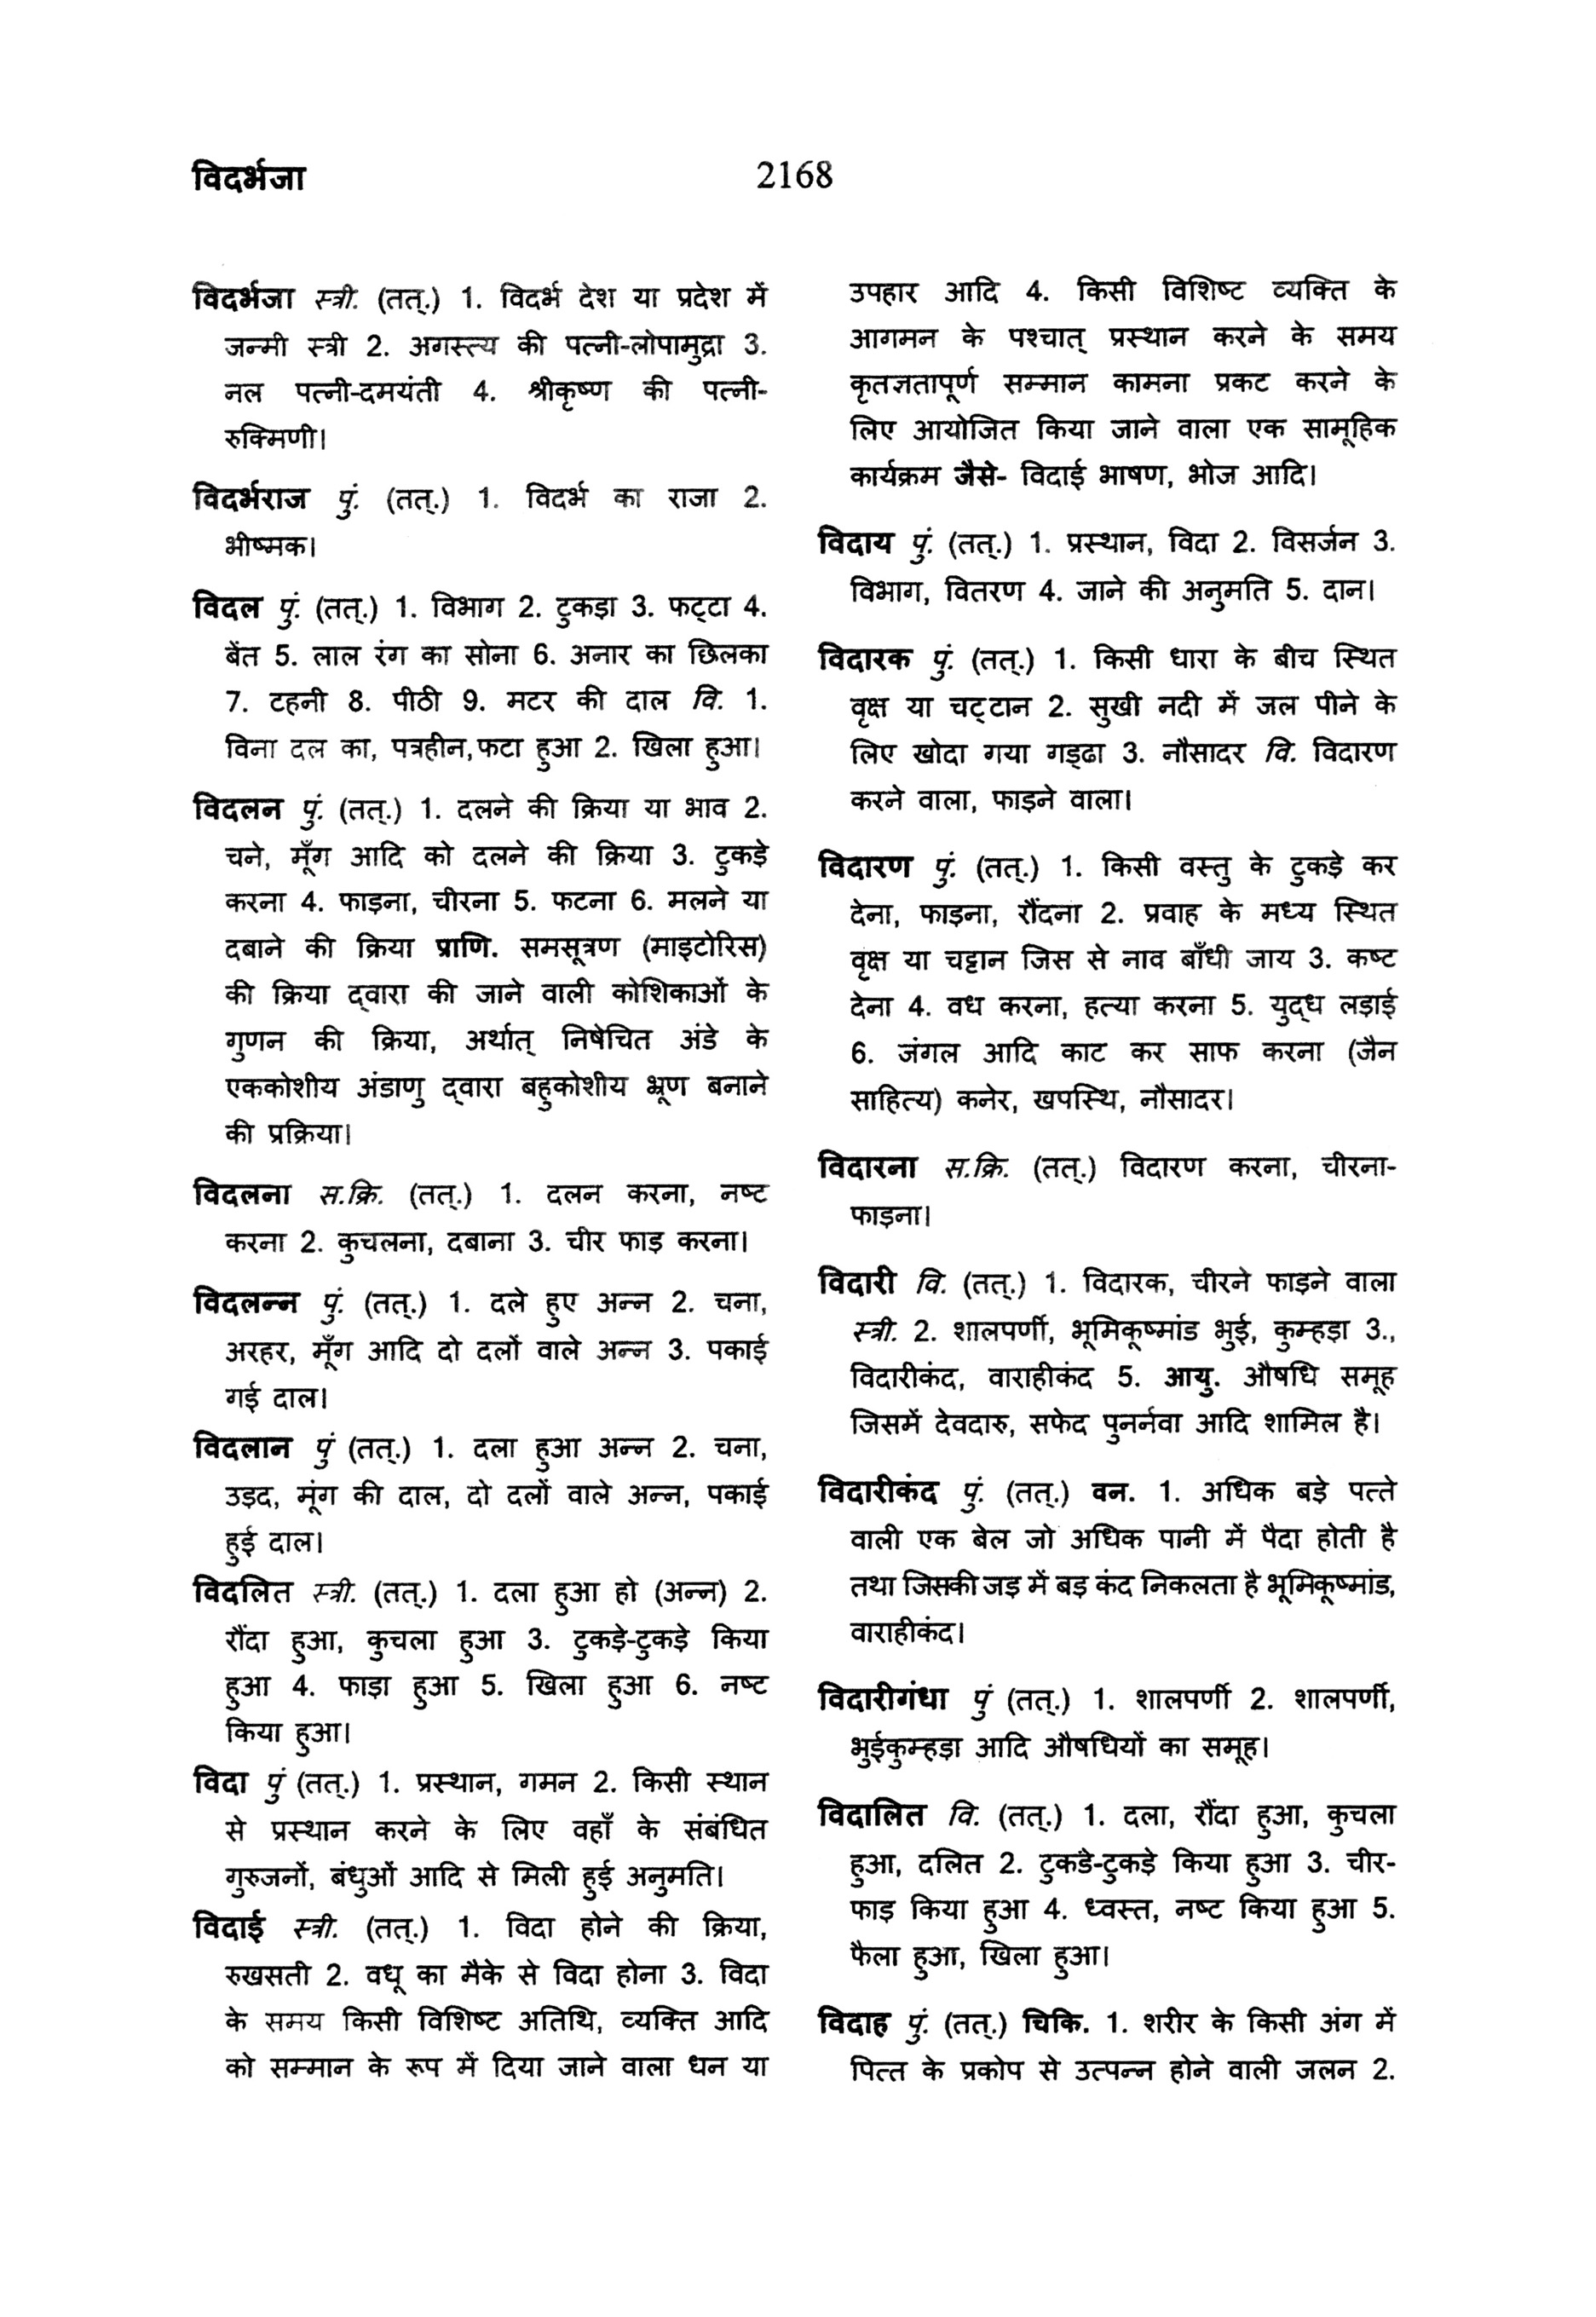 विदर्भजा
2168
विदर्भजा स्त्री. (तत्.) 1. विदर्भ देश या प्रदेश में
जन्मी स्त्री 2. अगस्त्य की पत्नी-लोपामुद्रा 3.
नल पत्नी-दमयंती 4. श्रीकृष्ण की पत्नी-
रुक्मिणी।
विदर्भराज पुं. (तत्.) 1. विदर्भ का राजा 2.
भीष्मक।
विदल पुं. (तत्.) 1. विभाग 2. टुकड़ा 3. फट्टा 4.
बेंत 5. लाल रंग का सोना 6. अनार का छिलका
7. टहनी 8. पीठी 9. मटर की दाल वि. 1.
विना दल का, पत्रहीन,फटा हुआ 2. खिला हुआ।
विदलन पुं. (तत्.) 1. दलने की क्रिया या भाव 2.
चने, मूँग आदि को दलने की क्रिया 3. टुकड़े
करना 4. फाड़ना, चीरना 5. फटना 6. मलने या
दबाने की क्रिया प्राणि. समसूत्रण (माइटोरिस)
की क्रिया द्वारा की जाने वाली कोशिकाओं के
गुणन की क्रिया, अर्थात् निषेचित अंडे के
एककोशीय अंडाणु द्वारा बहुकोशीय भ्रूण बनाने
की प्रक्रिया।
विदलना स.क्रि. (तत्.) 1. दलन करना, नष्ट
करना 2. कुचलना, दबाना 3. चीर फाड़ करना।
विदलन्न पुं. (तत्.) 1. दले हुए अन्न 2. चना,
अरहर, मूँग आदि दो दलों वाले अन्न 3. पकाई
गई दाल।
विदलान पुं (तत्.) 1. दला हुआ अन्न 2. चना,
उड़द, मूंग की दाल, दो दलों वाले अन्न, पकाई
हुई दाल।
विदलित स्त्री. (तत्.) 1. दला हुआ हो (अन्न) 2.
रौंदा हुआ, कुचला हुआ 3. टुकड़े-टुकड़े किया
हुआ 4. फाड़ा हुआ 5. खिला हुआ 6. नष्ट
किया हुआ।
विदा पुं (तत्.) 1. प्रस्थान, गमन 2. किसी स्थान
से प्रस्थान करने के लिए वहाँ के संबंधित
गुरुजनों, बंधुओं आदि से मिली हुई अनुमति।
विदाई स्त्री. (तत्.) 1. विदा होने की क्रिया,
रुखसती 2. वधू का मैके से विदा होना 3. विदा
के समय किसी विशिष्ट अतिथि, व्यक्ति आदि
को सम्मान के रूप में दिया जाने वाला धन या
उपहार आदि 4. किसी विशिष्ट व्यक्ति के
आगमन के पश्चात् प्रस्थान करने के समय
कृतज्ञतापूर्ण सम्मान कामना प्रकट करने के
लिए आयोजित किया जाने वाला एक सामूहिक
कार्यक्रम जैसे- विदाई भाषण, भोज आदि।
विदाय पुं. (तत्.) 1. प्रस्थान, विदा 2. विसर्जन 3.
विभाग, वितरण 4. जाने की अनुमति 5. दान।
विदारक पुं. (तत्.) 1. किसी धारा के बीच स्थित
वृक्ष या चट्टान 2. सुखी नदी में जल पीने के
लिए खोदा गया गड्ढा 3. नौसादर वि. विदारण
करने वाला, फाड़ने वाला।
विदारण पुं. (तत्.) 1. किसी वस्तु के टुकड़े कर
देना, फाड़ना, रौंदना 2. प्रवाह के मध्य स्थित
वृक्ष या चट्टान जिस से नाव बाँधी जाय 3. कष्ट
देना 4. वध करना, हत्या करना 5. युद्ध लड़ाई
6. जंगल आदि काट कर साफ करना (जैन
साहित्य) कनेर, खपस्थि, नौसादर।
विदारना स.क्रि. (तत्.) विदारण करना, चीरना-
फाड़ना।
विदारी वि. (तत्.) 1. विदारक, चीरने फाड़ने वाला
स्त्री. 2. शालपर्णी, भूमिकूष्मांड भुई, कुम्हड़ा 3.,
विदारीकंद, वाराहीकंद 5. आयु. औषधि समूह
जिसमें देवदारु, सफेद पुनर्नवा आदि शामिल है।
विदारीकंद पुं. (तत्.) वन. 1. अधिक बड़े पत्ते
वाली एक बेल जो अधिक पानी में पैदा होती है
तथा जिसकी जड़ में बड़ कंद निकलता है भूमिकूष्मांड,
वाराहीकंद।
विदारीगंधा पुं (तत्.) 1. शालपर्णी 2. शालपर्णी,
भुईकुम्हड़ा आदि औषधियों का समूह।
विदालित वि. (तत्.) 1. दला, रौंदा हुआ, कुचला
हुआ, दलित 2. टुकडे-टुकड़े किया हुआ 3. चीर-
फाड़ किया हुआ 4. ध्वस्त, नष्ट किया हुआ 5.
फैला हुआ, खिला हुआ।
विदाह पुं. (तत्.) चिकि. 1. शरीर के किसी अंग में
पित्त के प्रकोप से उत्पन्न होने वाली जलन 2.